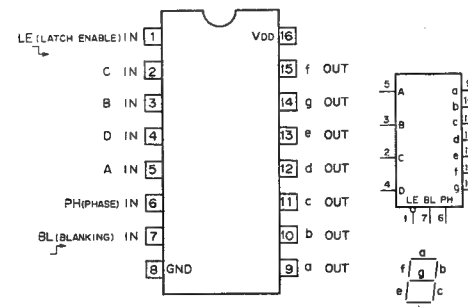 LE (LATCH ENABLE) IN 1
VDD 16
C IN 2
15 f OUT
B IN 3
14 g OUT
D IN 4
13 e OUT
A IN 5
12 d OUT
PH(PHASE) IN 6
11 c OUT
BL (BLANKING) IN 7
10 b OUT
8 GND
9 a OUT
5 A a
b
3 B c
d
2 C e
f
4 D g
LE BL PH
1 7 6
a
f g b
e c